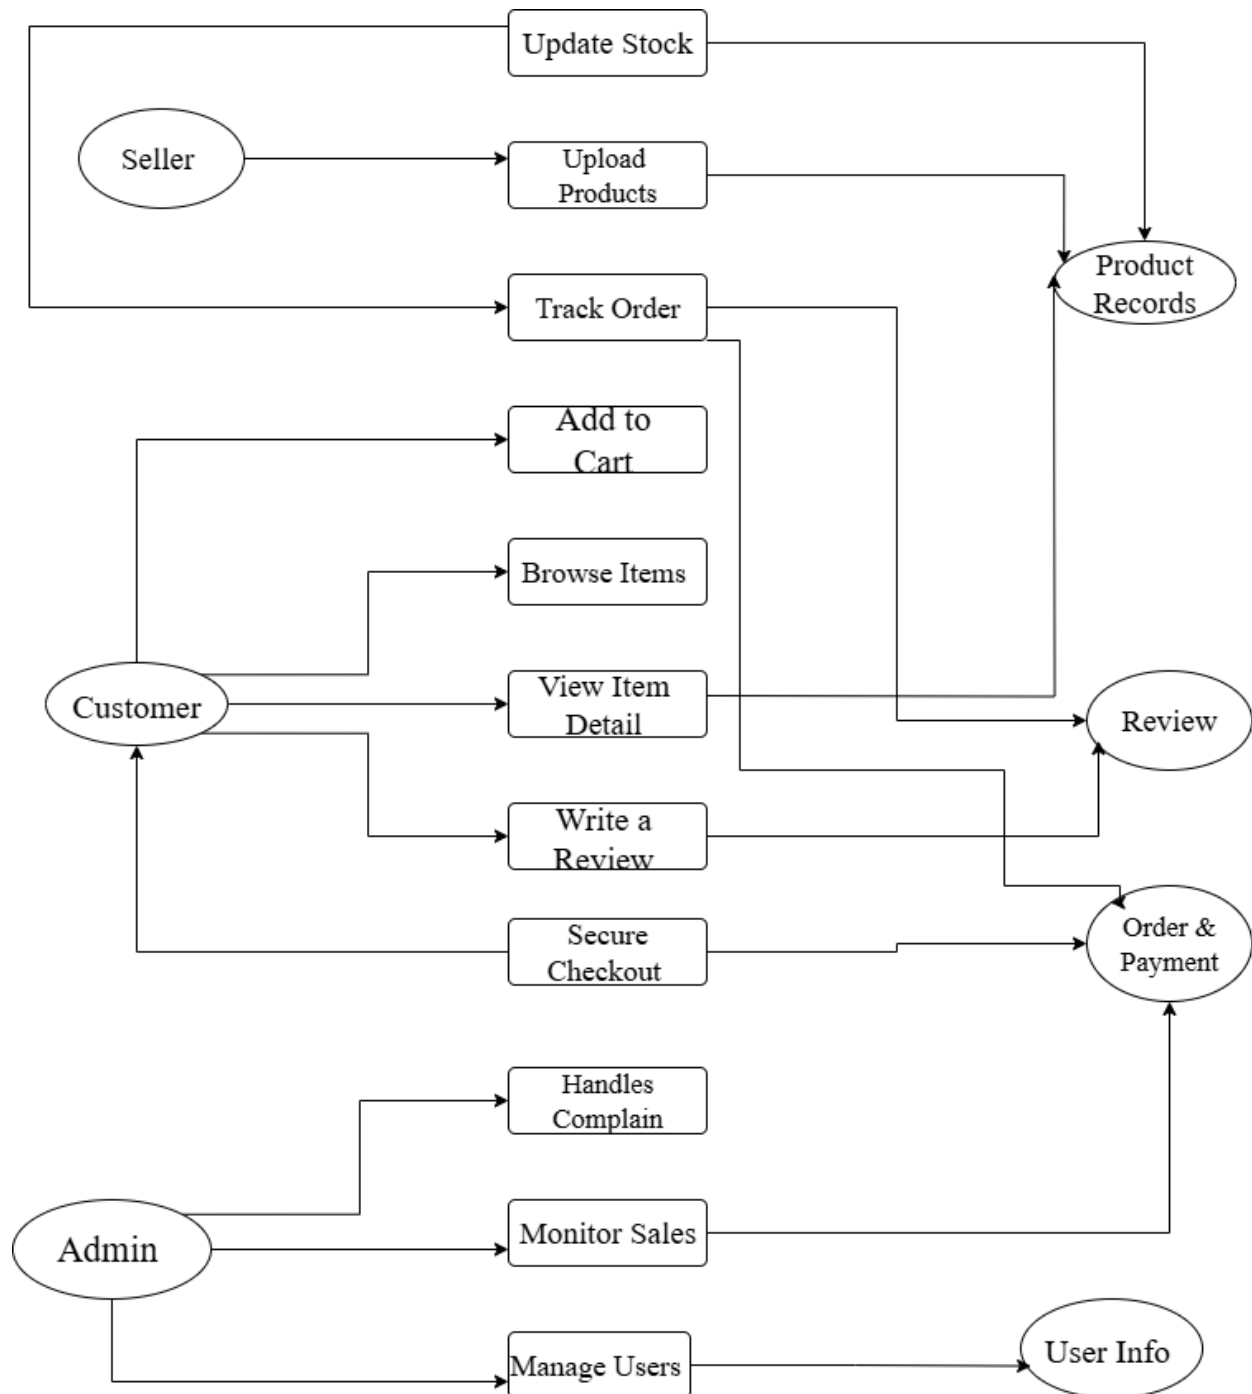 Update Stock
Seller
Upload
Products
Product
Records
Track Order
Add to
Cart
Browse Items
Customer
View Item
Detail
Review
Write a
Review
Secure
Checkout
Order &
Payment
Handles
Complain
Admin
Monitor Sales
Manage Users
User Info